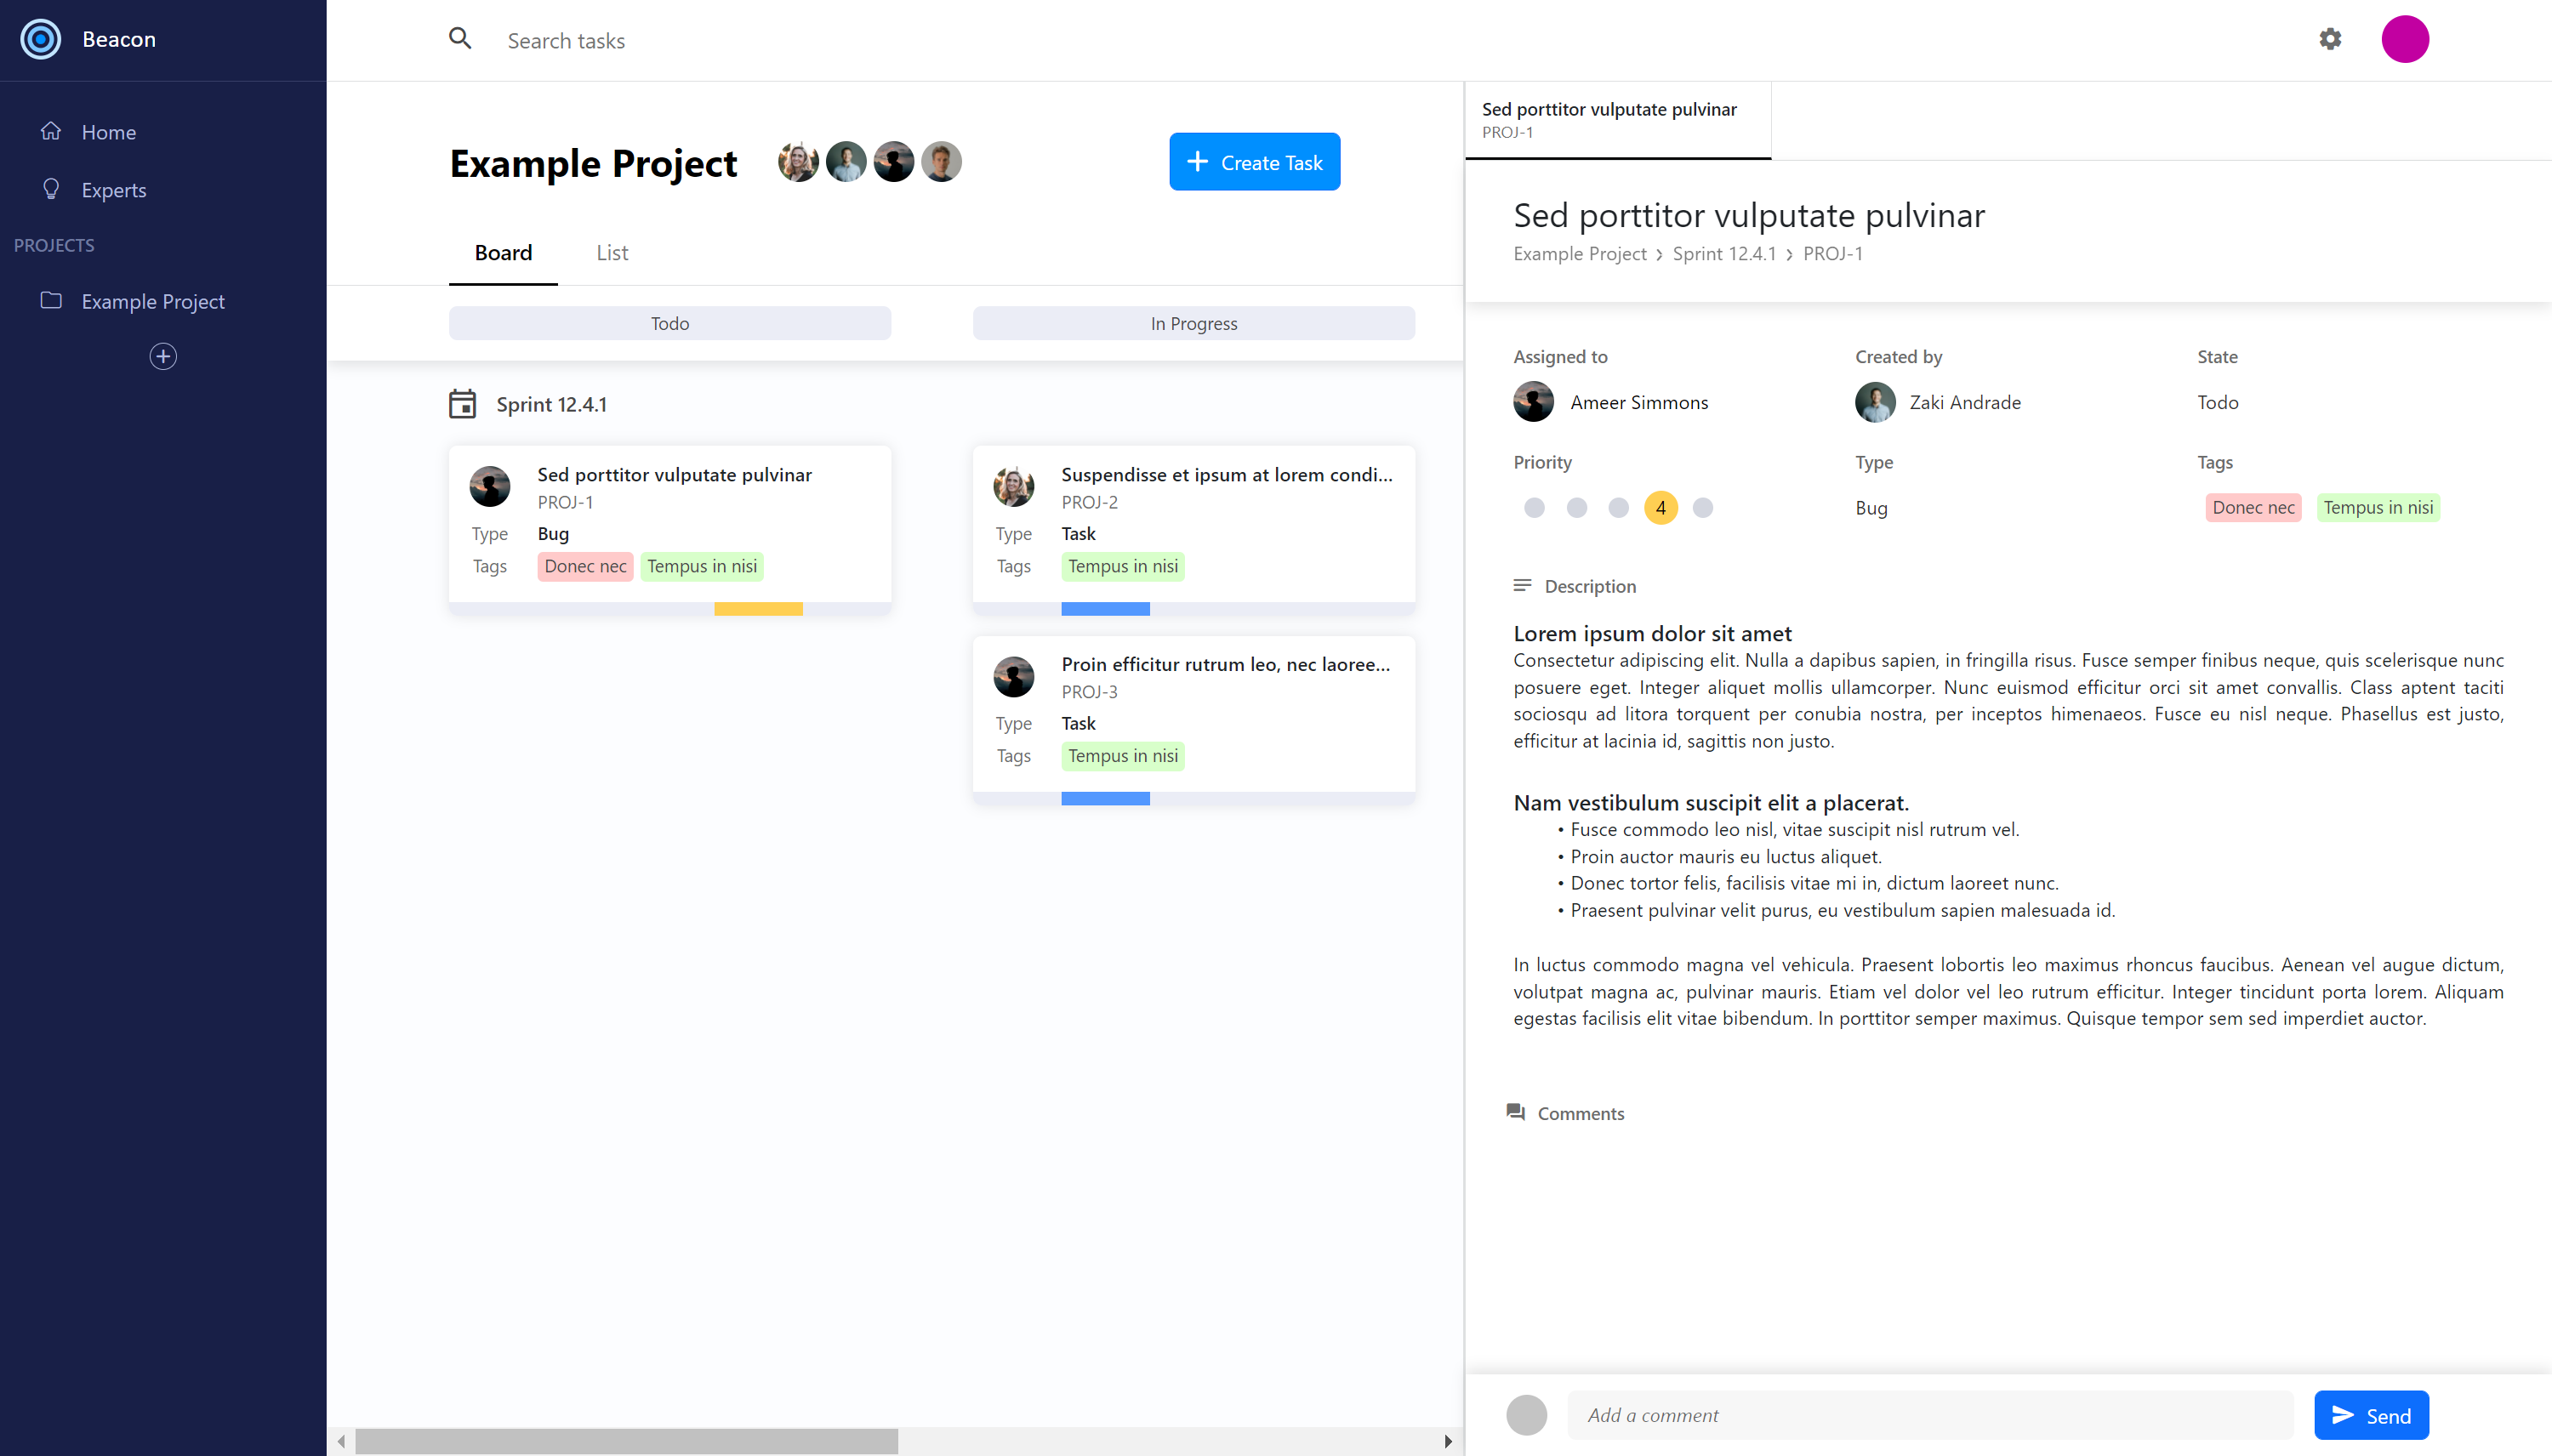 Beacon
Home
Experts
PROJECTS
Example Project
Search tasks
Example Project
Create Task
Board
List
Todo
In Progress
Sprint 12.4.1
Sed porttitor vulputate pulvinar
PROJ-1
Type
Bug
Tags
Donec nec
Tempus in nisi
Suspendisse et ipsum at lorem condi...
PROJ-2
Type
Task
Tags
Tempus in nisi
Proin efficitur rutrum leo, nec laoree...
PROJ-3
Type
Task
Tags
Tempus in nisi
Sed porttitor vulputate pulvinar
PROJ-1
Sed porttitor vulputate pulvinar
Example Project > Sprint 12.4.1 > PROJ-1
Assigned to
Ameer Simmons
Created by
Zaki Andrade
State
Todo
Priority
4
Type
Bug
Tags
Donec nec
Tempus in nisi
Description
Lorem ipsum dolor sit amet
Consectetur adipiscing elit. Nulla a dapibus sapien, in fringilla risus. Fusce semper finibus neque, quis scelerisque nunc
posuere eget. Integer aliquet mollis ullamcorper. Nunc euismod efficitur orci sit amet convallis. Class aptent taciti
sociosqu ad litora torquent per conubia nostra, per inceptos himenaeos. Fusce eu nisl neque. Phasellus est justo,
efficitur at lacinia id, sagittis non justo.
Nam vestibulum suscipit elit a placerat.
• Fusce commodo leo nisl, vitae suscipit nisl rutrum vel.
• Proin auctor mauris eu luctus aliquet.
• Donec tortor felis, facilisis vitae mi in, dictum laoreet nunc.
• Praesent pulvinar velit purus, eu vestibulum sapien malesuada id.
In luctus commodo magna vel vehicula. Praesent lobortis leo maximus rhoncus faucibus. Aenean vel augue dictum,
volutpat magna ac, pulvinar mauris. Etiam vel dolor vel leo rutrum efficitur. Integer tincidunt porta lorem. Aliquam
egestas facilisis elit vitae bibendum. In porttitor semper maximus. Quisque tempor sem sed imperdiet auctor.
Comments
Add a comment
Send